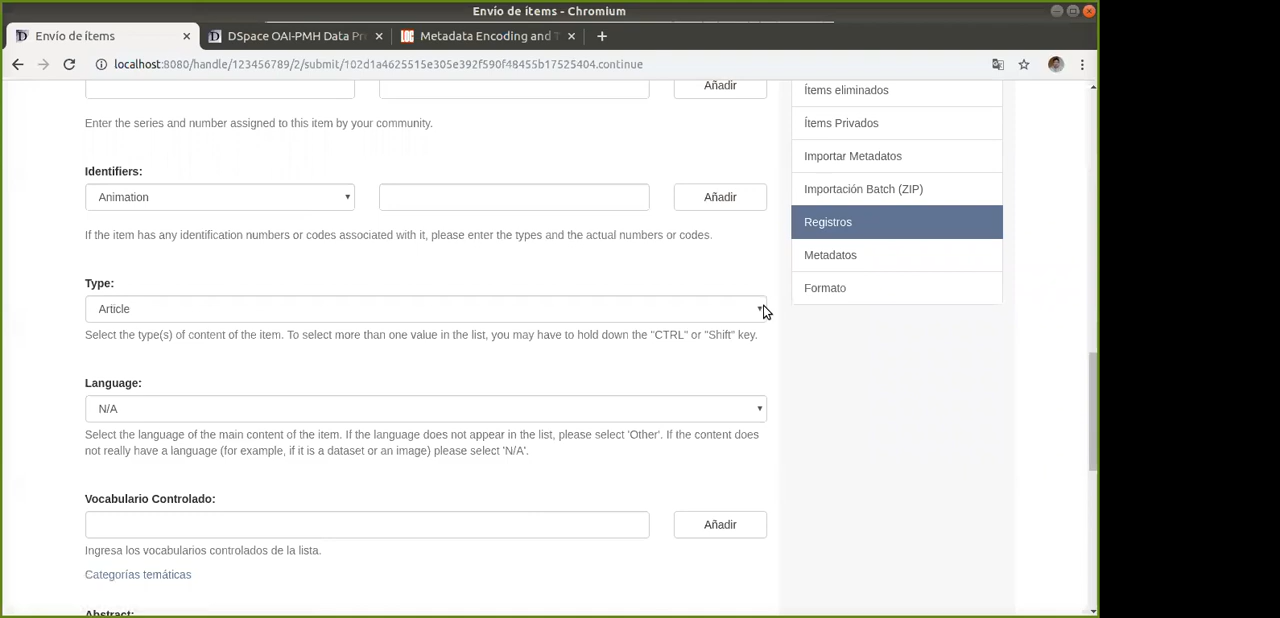 Envío de ítems - Chromium
Envío de ítems
DSpace OAI-PMH Data Pr
LOC
Metadata Encoding and T
localhost:8080/handle/123456789/2/submit/102d1a4625515e305e392f590f48455b17525404.continue
Añadir
Enter the series and number assigned to this item by your community.
Identifiers:
Animation
Añadir
If the item has any identification numbers or codes associated with it, please enter the types and the actual numbers or codes.
Type:
Article
Select the type(s) of content of the item. To select more than one value in the list, you may have to hold down the "CTRL" or "Shift" key.
Language:
N/A
Select the language of the main content of the item. If the language does not appear in the list, please select 'Other'. If the content does
not really have a language (for example, if it is a dataset or an image) please select 'N/A'.
Vocabulario Controlado:
Añadir
Ingresa los vocabularios controlados de la lista.
Categorías temáticas
Abstract:
Ítems eliminados
Ítems Privados
Importar Metadatos
Importación Batch (ZIP)
Registros
Metadatos
Formato